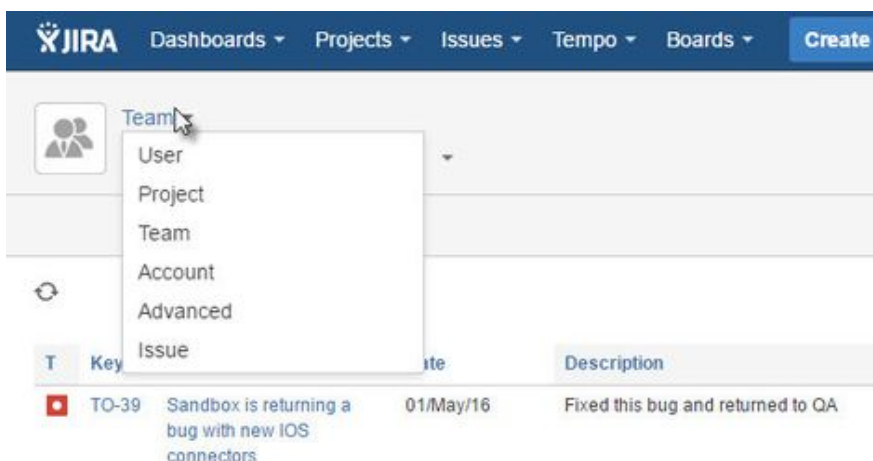 JIRA Dashboards Projects Issues Tempo Boards Create
Team
User
Project
Team
Account
Advanced
Issue
T Key Description
TO-39 Sandbox is returning a 01/May/16 Fixed this bug and returned to QA
bug with new IOS
connectors